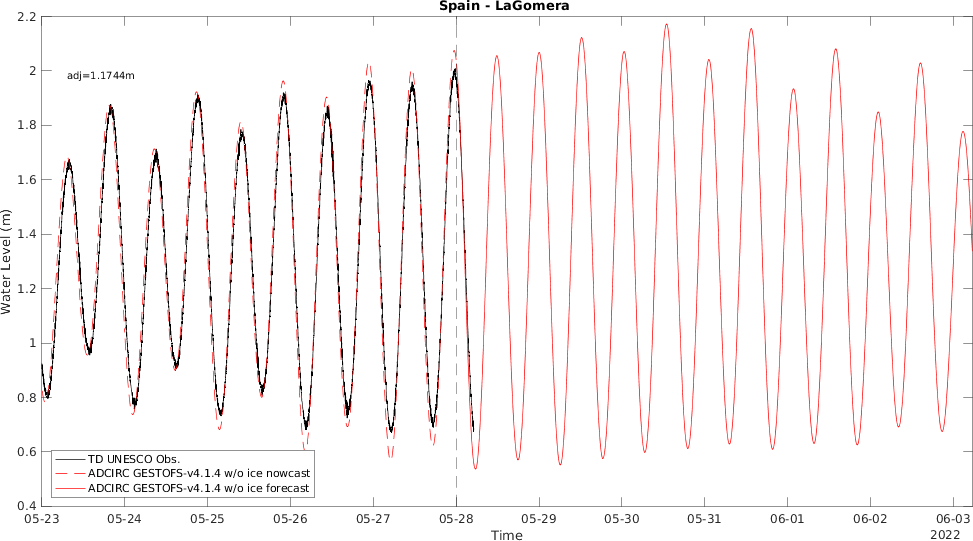 Spain - LaGomera
2.2
2
1.8
1.6
1.4
1.2
1
0.8
0.6
0.4
Water Level (m)
adj=1.1744m
TD UNESCO Obs.
ADCIRC GESTOFS-v4.1.4 w/o ice nowcast
ADCIRC GESTOFS-v4.1.4 w/o ice forecast
05-23 05-24 05-25 05-26 05-27 05-28 05-29 05-30 05-31 06-01 06-02 06-03
Time
2022